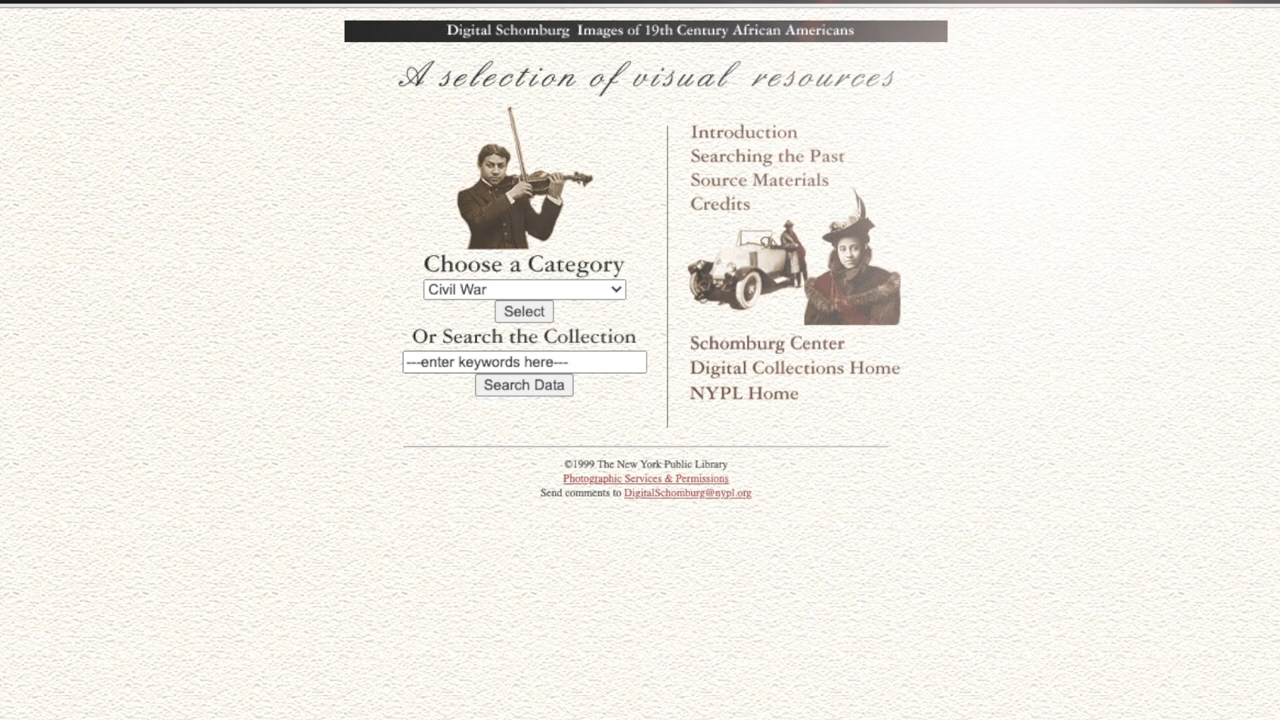 Digital Schomburg Images of 19th Century African Americans
A selection of visual resources
Choose a Category
Civil War
Select
Or Search the Collection
---enter keywords here---
Search Data
Introduction
Searching the Past
Source Materials
Credits
Schomburg Center
Digital Collections Home
NYPL Home
©1999 The New York Public Library
Photographic Services & Permissions
Send comments to DigitalSchomburg@nypl.org